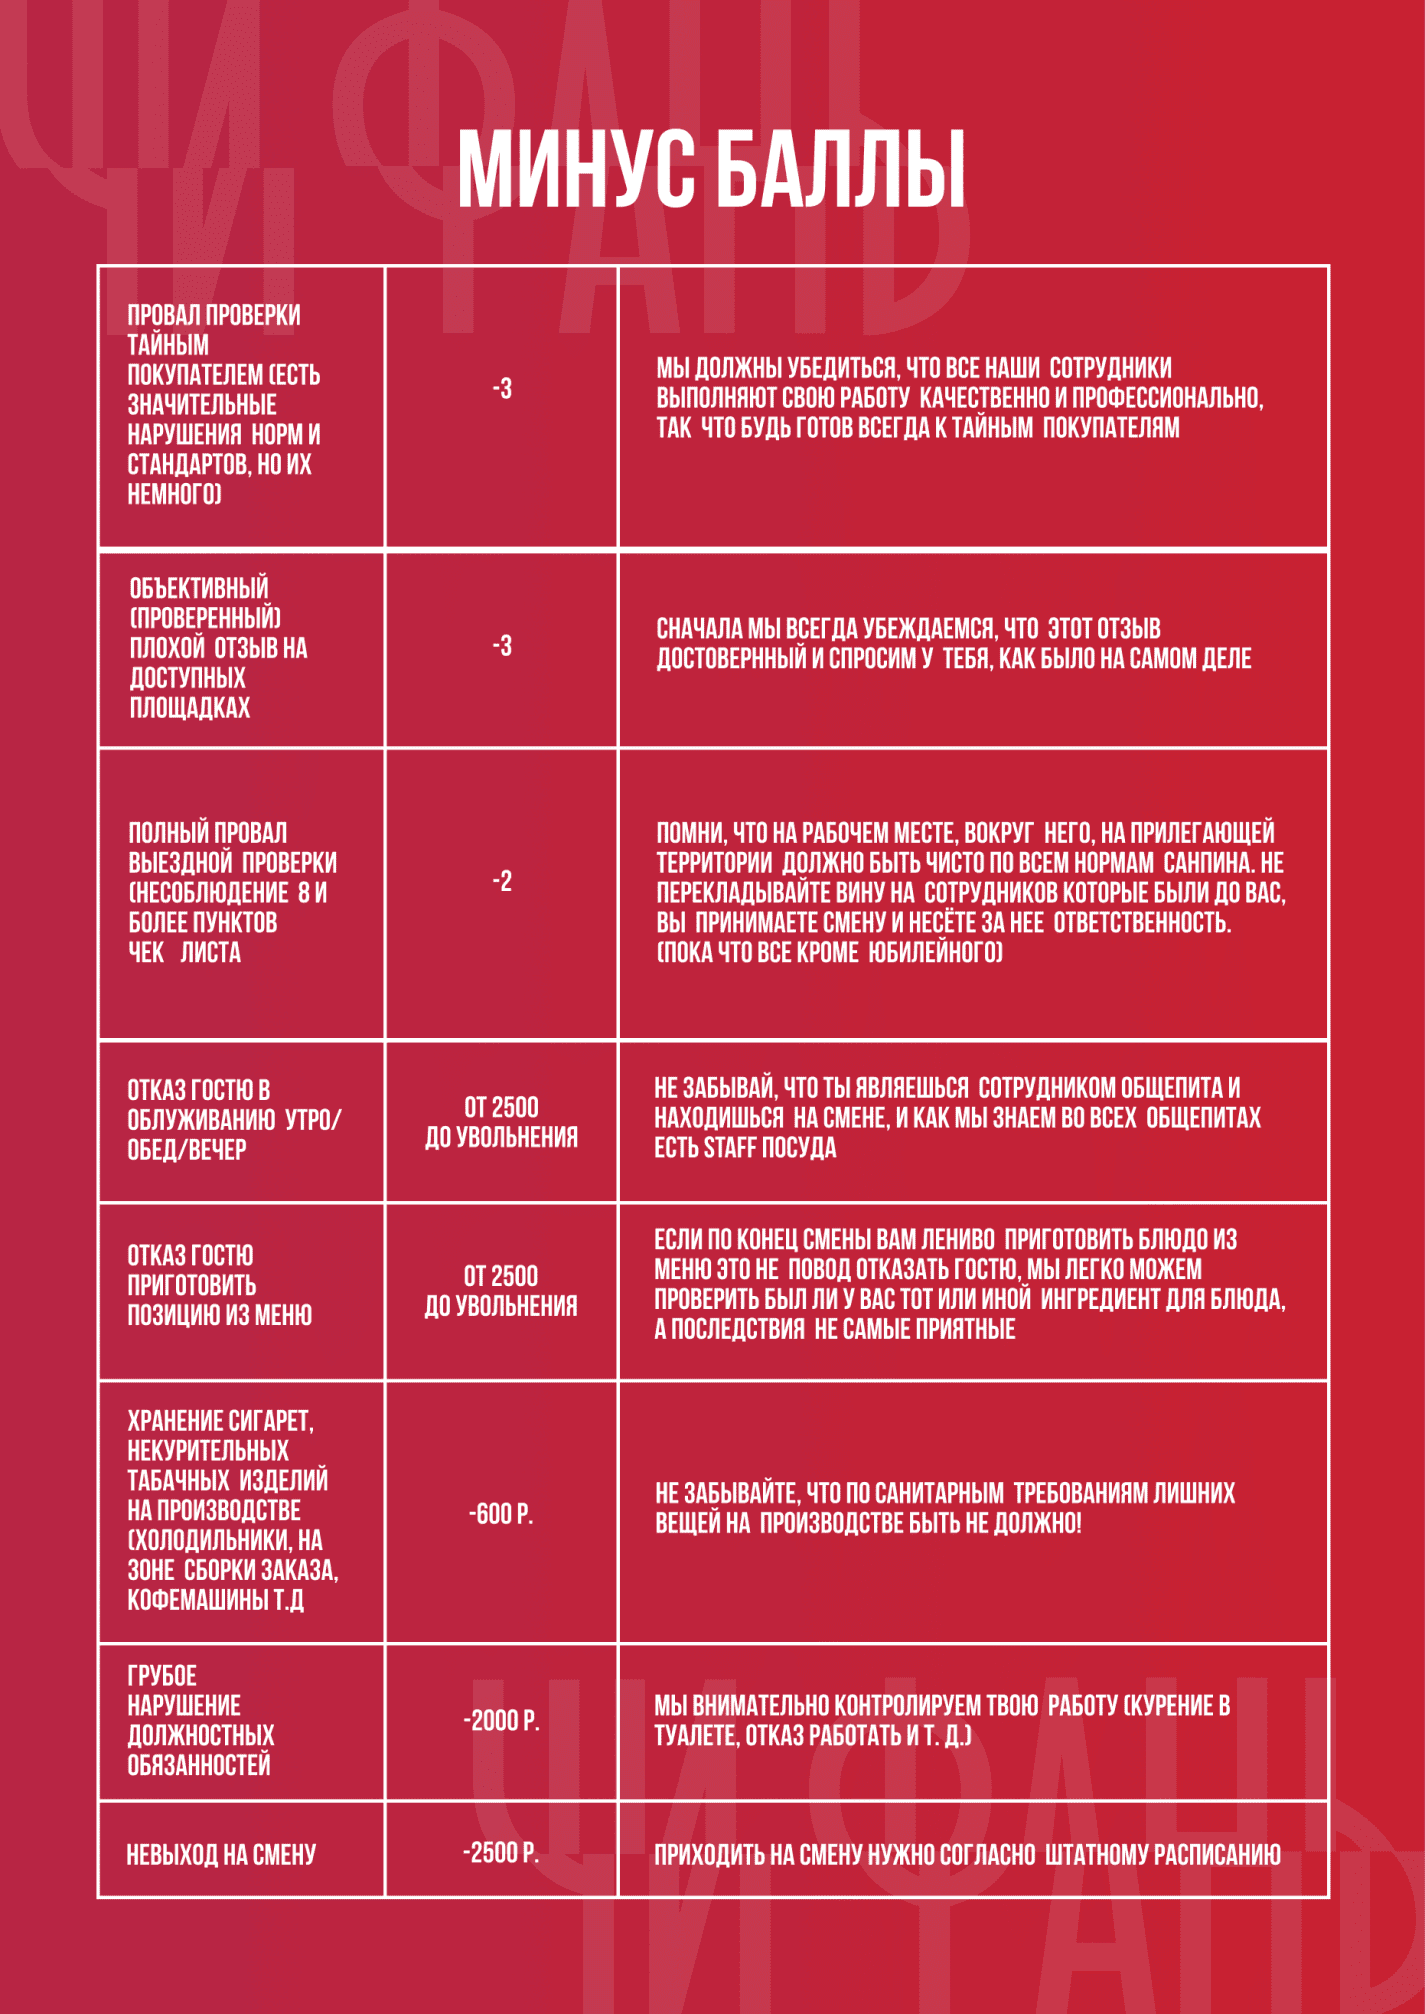 ЧИ ФАНЬ
МИНУС БАЛЛЫ
ПРОВАЛ ПРОВЕРКИ
ТАЙНЫМ
ПОКУПАТЕЛЕМ (ЕСТЬ
ЗНАЧИТЕЛЬНЫЕ
НАРУШЕНИЯ НОРМ И
СТАНДАРТОВ, НО ИХ
НЕМНОГО)
-3
МЫ ДОЛЖНЫ УБЕДИТЬСЯ, ЧТО ВСЕ НАШИ СОТРУДНИКИ
ВЫПОЛНЯЮТ СВОЮ РАБОТУ КАЧЕСТВЕННО И ПРОФЕССИОНАЛЬНО,
ТАК ЧТО БУДЬ ГОТОВ ВСЕГДА К ТАЙНЫМ ПОКУПАТЕЛЯМ
ОБЪЕКТИВНЫЙ
(ПРОВЕРЕННЫЙ)
ПЛОХОЙ ОТЗЫВ НА
ДОСТУПНЫХ
ПЛОЩАДКАХ
-3
СНАЧАЛА МЫ ВСЕГДА УБЕЖДАЕМСЯ, ЧТО ЭТОТ ОТЗЫВ
ДОСТОВЕРННЫЙ И СПРОСИМ У ТЕБЯ, КАК БЫЛО НА САМОМ ДЕЛЕ
ПОЛНЫЙ ПРОВАЛ
ВЫЕЗДНОЙ ПРОВЕРКИ
(НЕСОБЛЮДЕНИЕ 8 И
БОЛЕЕ ПУНКТОВ
ЧЕК ЛИСТА
-2
ПОМНИ, ЧТО НА РАБОЧЕМ МЕСТЕ, ВОКРУГ НЕГО, НА ПРИЛЕГАЮЩЕЙ
ТЕРРИТОРИИ ДОЛЖНО БЫТЬ ЧИСТО ПО ВСЕМ НОРМАМ САНПИНА. НЕ
ПЕРЕКЛАДЫВАЙТЕ ВИНУ НА СОТРУДНИКОВ КОТОРЫЕ БЫЛИ ДО ВАС,
ВЫ ПРИНИМАЕТЕ СМЕНУ И НЕСЁТЕ ЗА НЕЕ ОТВЕТСТВЕННОСТЬ.
(ПОКА ЧТО ВСЕ КРОМЕ ЮБИЛЕЙНОГО)
ОТКАЗ ГОСТЮ В
ОБЛУЖИВАНИЮ УТРО/
ОБЕД/ВЕЧЕР
ОТ 2500
ДО УВОЛЬНЕНИЯ
НЕ ЗАБЫВАЙ, ЧТО ТЫ ЯВЛЯЕШЬСЯ СОТРУДНИКОМ ОБЩЕПИТА И
НАХОДИШЬСЯ НА СМЕНЕ, И КАК МЫ ЗНАЕМ ВО ВСЕХ ОБЩЕПИТАХ
ЕСТЬ STAFF ПОСУДА
ОТКАЗ ГОСТЮ
ПРИГОТОВИТЬ
ПОЗИЦИЮ ИЗ МЕНЮ
ОТ 2500
ДО УВОЛЬНЕНИЯ
ЕСЛИ ПО КОНЕЦ СМЕНЫ ВАМ ЛЕНИВО ПРИГОТОВИТЬ БЛЮДО ИЗ
МЕНЮ ЭТО НЕ ПОВОД ОТКАЗАТЬ ГОСТЮ, МЫ ЛЕГКО МОЖЕМ
ПРОВЕРИТЬ БЫЛ ЛИ У ВАС ТОТ ИЛИ ИНОЙ ИНГРЕДИЕНТ ДЛЯ БЛЮДА,
А ПОСЛЕДСТВИЯ НЕ САМЫЕ ПРИЯТНЫЕ
ХРАНЕНИЕ СИГАРЕТ,
НЕКУРИТЕЛЬНЫХ
ТАБАЧНЫХ ИЗДЕЛИЙ
НА ПРОИЗВОДСТВЕ
(ХОЛОДИЛЬНИКИ, НА
ЗОНЕ СБОРКИ ЗАКАЗА,
КОФЕМАШИНЫ Т.Д
-600 Р.
НЕ ЗАБЫВАЙТЕ, ЧТО ПО САНИТАРНЫМ ТРЕБОВАНИЯМ ЛИШНИХ
ВЕЩЕЙ НА ПРОИЗВОДСТВЕ БЫТЬ НЕ ДОЛЖНО!
ГРУБОЕ
НАРУШЕНИЕ
ДОЛЖНОСТНЫХ
ОБЯЗАННОСТЕЙ
-2000 Р.
МЫ ВНИМАТЕЛЬНО КОНТРОЛИРУЕМ ТВОЮ РАБОТУ (КУРЕНИЕ В
ТУАЛЕТЕ, ОТКАЗ РАБОТАТЬ И Т. Д.)
НЕВЫХОД НА СМЕНУ
-2500 Р.
ПРИХОДИТЬ НА СМЕНУ НУЖНО СОГЛАСНО ШТАТНОМУ РАСПИСАНИЮ
ЧИ ФАНЬ